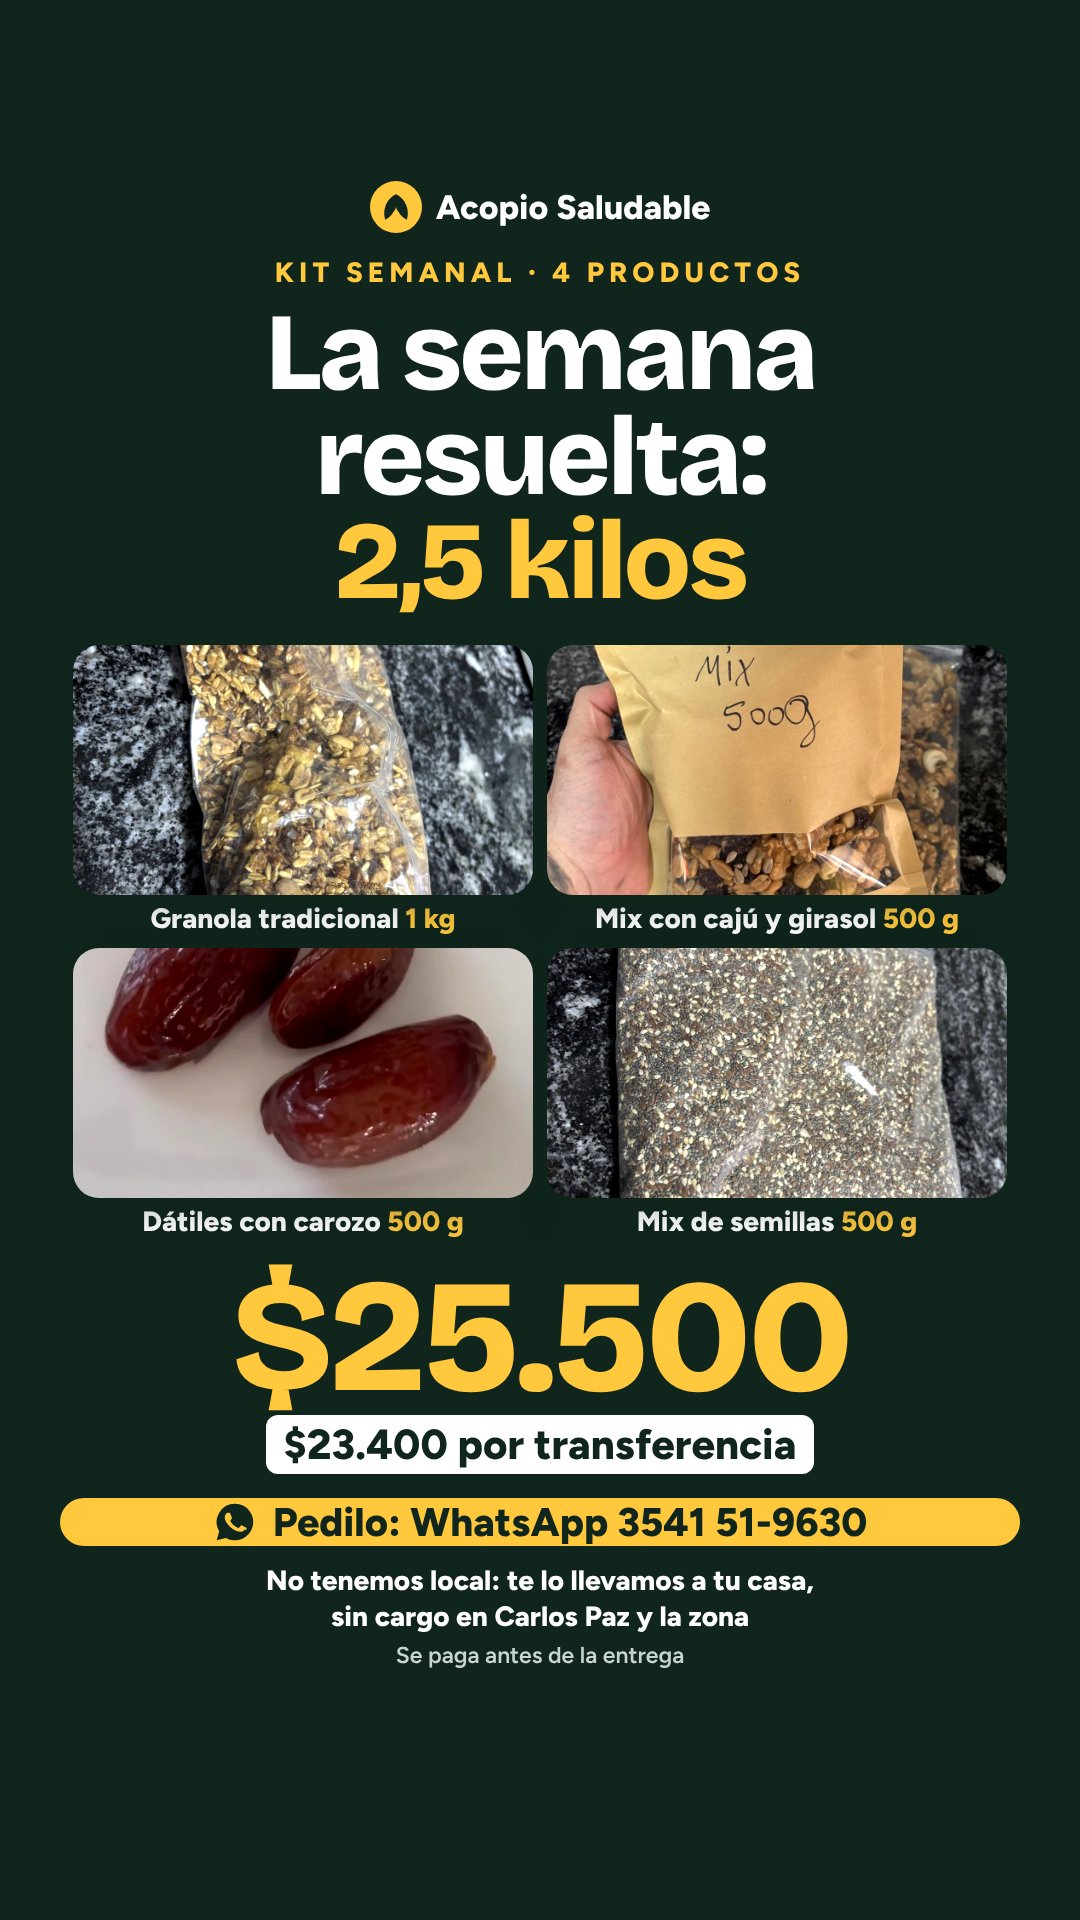 Acopio Saludable
KIT SEMANAL · 4 PRODUCTOS
La semana
resuelta:
2,5 kilos
Mix
500g
Granola tradicional 1 kg
Mix con cajú y girasol 500 g
Dátiles con carozo 500 g
Mix de semillas 500 g
$25.500
$23.400 por transferencia
Pedilo: WhatsApp 3541 51-9630
No tenemos local: te lo llevamos a tu casa,
sin cargo en Carlos Paz y la zona
Se paga antes de la entrega